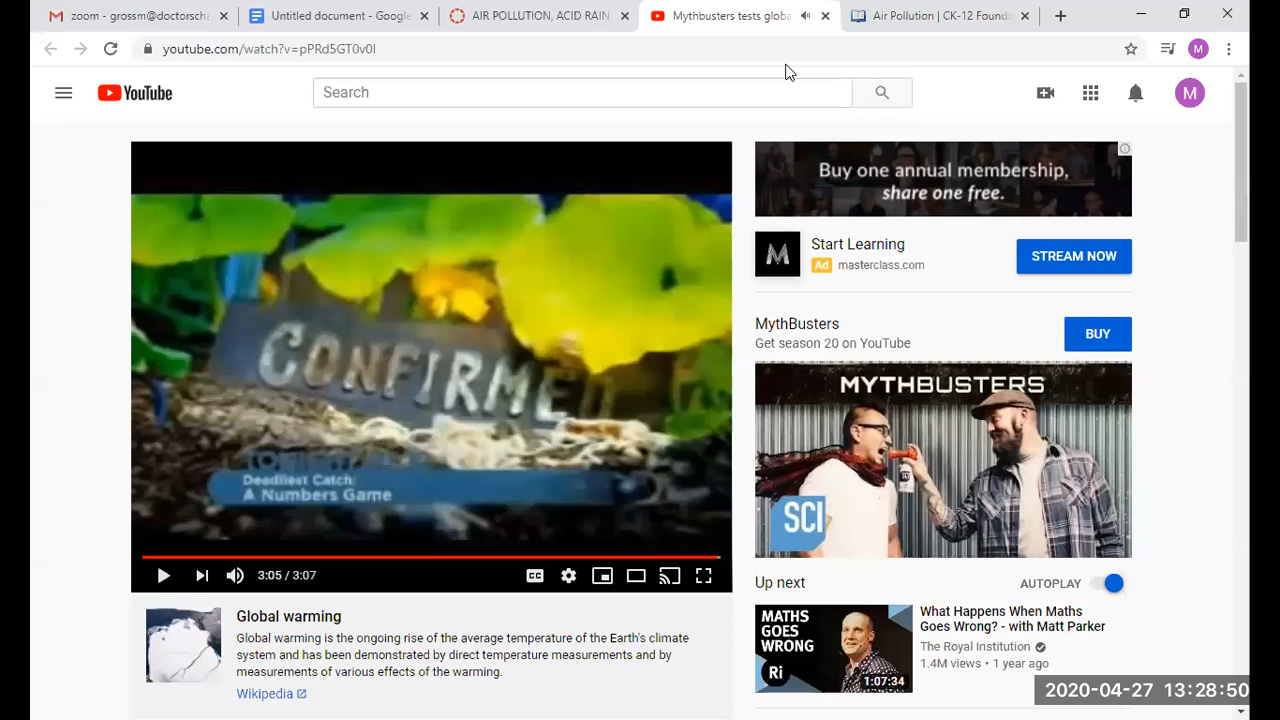 zoom - grossm@doctorscha
Untitled document - Google
AIR POLLUTION, ACID RAIN
Mythbusters tests globa
Air Pollution | CK-12 Founda
youtube.com/watch?v=pPRd5GT0v0I
M
YouTube
Search
M
Buy one annual membership,
share one free.
M
Start Learning
Ad masterclass.com
STREAM NOW
MythBusters
Get season 20 on YouTube
BUY
MYTHBUSTERS
SCI
CONFIRMED
Deadliest Catch
A Numbers Game
3:05 / 3:07
CC
Up next
AUTOPLAY
MATHS
GOES
WRONG
Ri
1:07:34
What Happens When Maths
Goes Wrong? - with Matt Parker
The Royal Institution
1.4M views • 1 year ago
Global warming
Global warming is the ongoing rise of the average temperature of the Earth's climate
system and has been demonstrated by direct temperature measurements and by
measurements of various effects of the warming.
Wikipedia
2020-04-27 13:28:50